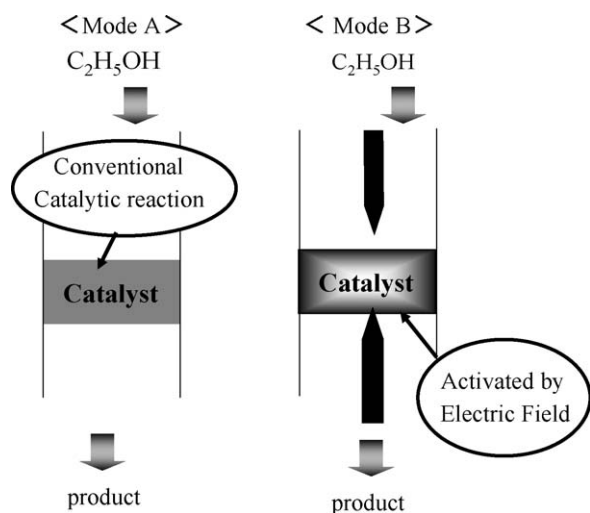 <Mode A>
C₂H₅OH
Conventional
Catalytic reaction
Catalyst
product
<Mode B>
C₂H₅OH
Catalyst
Activated by
Electric Field
product